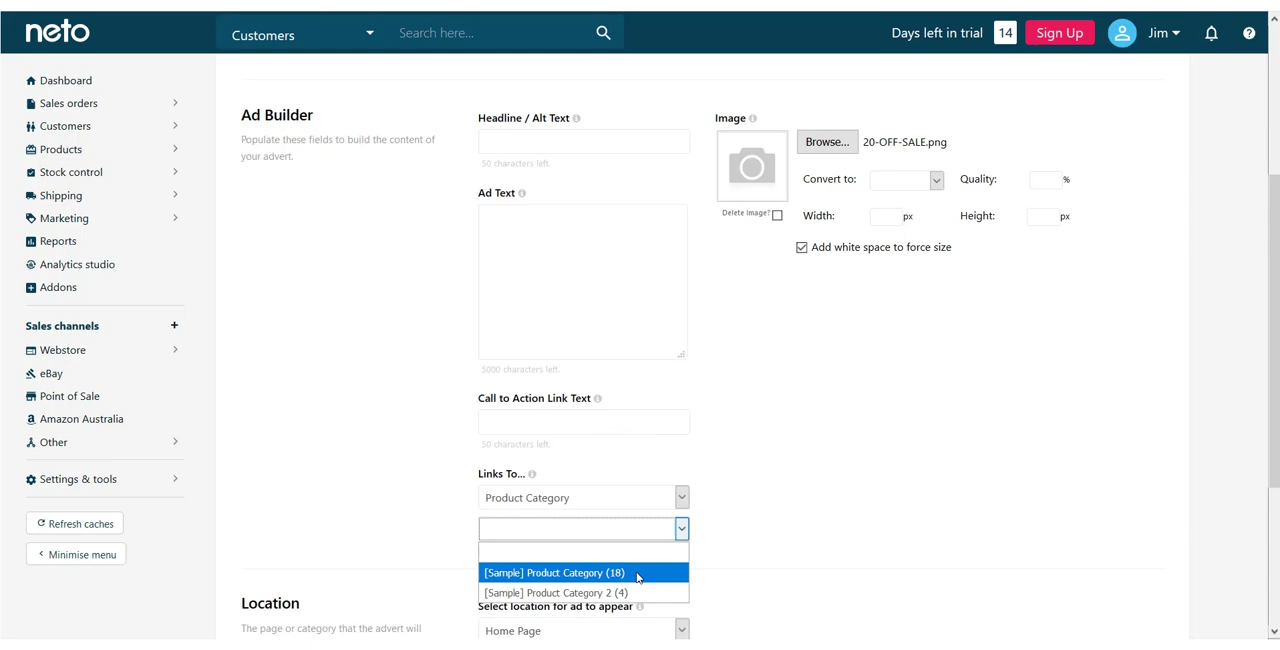 neto
Customers
Search here...
Days left in trial 14
Sign Up
Jim
Dashboard
Sales orders
Customers
Products
Stock control
Shipping
Marketing
Reports
Analytics studio
Addons
Sales channels +
Webstore
eBay
Point of Sale
Amazon Australia
Other
Settings & tools
Refresh caches
Minimise menu
Ad Builder
Populate these fields to build the content of
your advert.
Headline / Alt Text
50 characters left.
Ad Text
5000 characters left.
Call to Action Link Text
50 characters left.
Links To...
Product Category
[Sample] Product Category (18)
[Sample] Product Category 2 (4)
Image
Browse... 20-OFF-SALE.png
Convert to: Quality: %
Delete Image?
Width: px Height: px
Add white space to force size
Location
The page or category that the advert will
Select location for ad to appear
Home Page